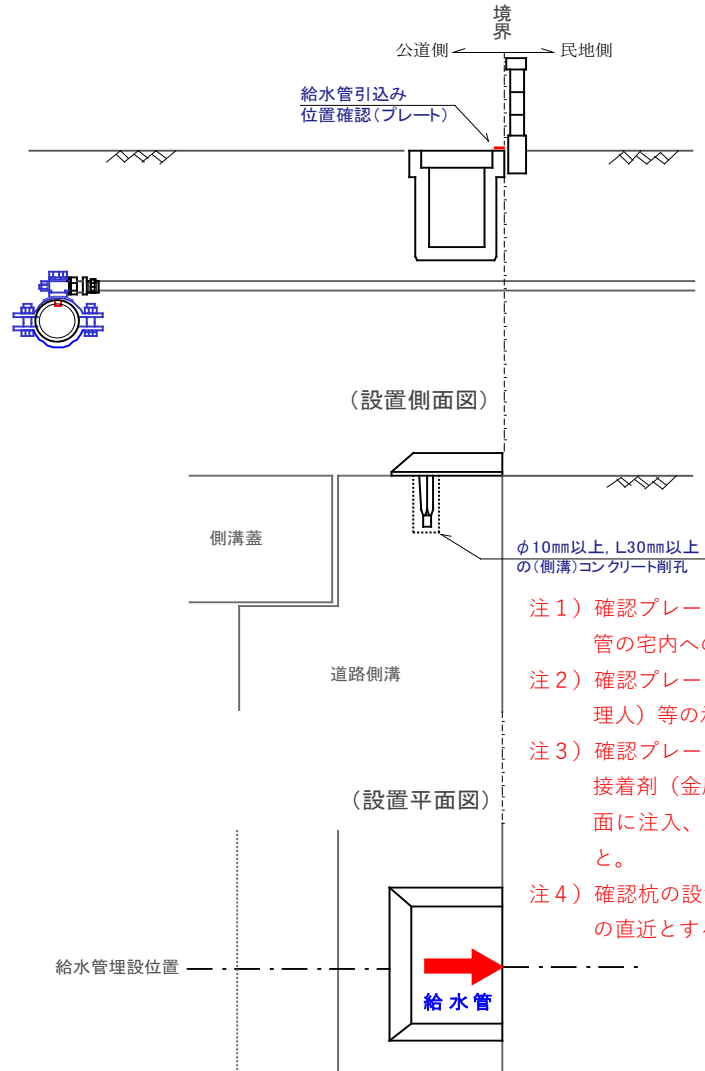 境界
公道側
民地側
給水管引込み
位置確認(プレート)
(設置側面図)
側溝蓋
φ10mm以上, L30mm以上
の(側溝)コンクリート削孔
道路側溝
注1）確認プレー
管の宅内への
注2）確認プレー
理人）等の
注3）確認プレー
接着剤（金
面に注入、
と。
注4）確認杭の設
の直近とす
(設置平面図)
給水管埋設位置
給水管